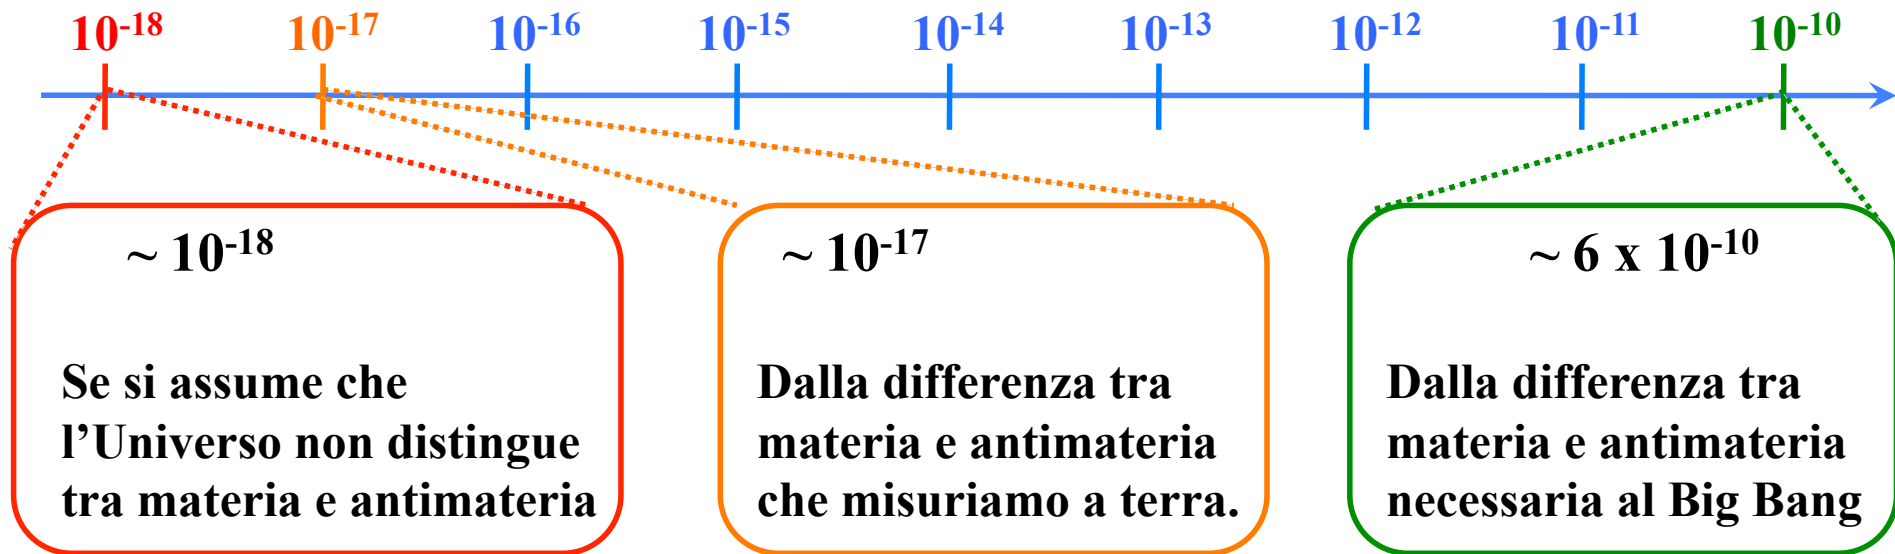 10⁻¹⁸ 10⁻¹⁷ 10⁻¹⁶ 10⁻¹⁵ 10⁻¹⁴ 10⁻¹³ 10⁻¹² 10⁻¹¹ 10⁻¹⁰
~ 10⁻¹⁸
Se si assume che
l’Universo non distingue
tra materia e antimateria
~ 10⁻¹⁷
Dalla differenza tra
materia e antimateria
che misuriamo a terra.
~ 6 x 10⁻¹⁰
Dalla differenza tra
materia e antimateria
necessaria al Big Bang